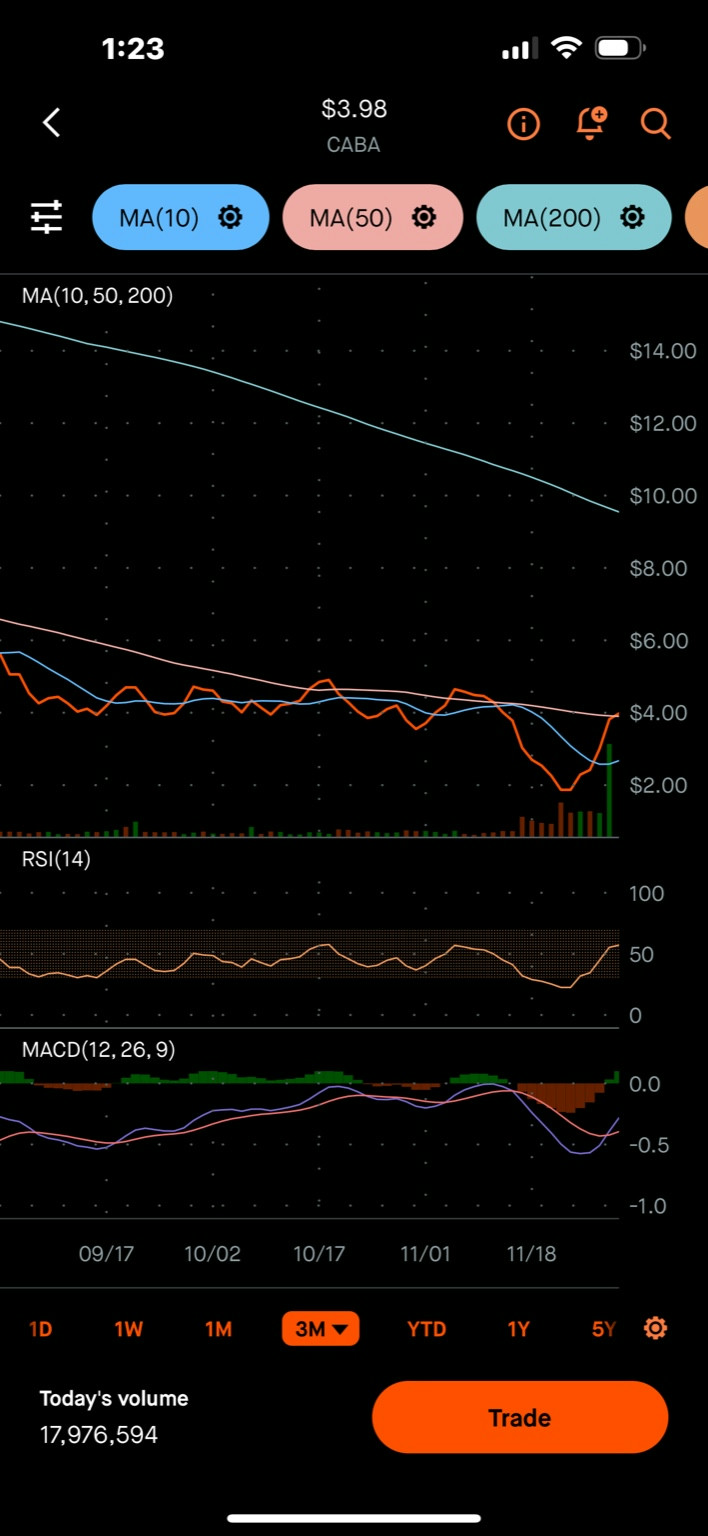 1:23
$3.98
CABA
MA(10)
MA(50)
MA(200)
MA(10, 50, 200)
$14.00
$12.00
$10.00
$8.00
$6.00
$4.00
$2.00
RSI(14)
100
50
0
MACD(12, 26, 9)
0.0
-0.5
-1.0
09/17 10/02 10/17 11/01 11/18
1D 1W 1M 3M YTD 1Y 5Y
Today's volume
17,976,594
Trade